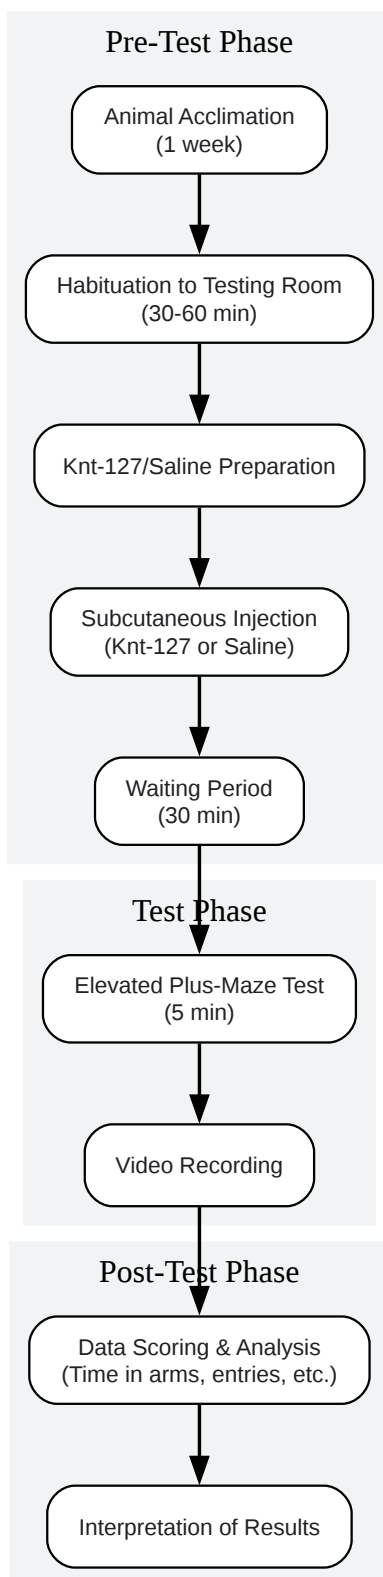 Pre-Test Phase
Animal Acclimation
(1 week)
Habituation to Testing Room
(30-60 min)
Knt-127/Saline Preparation
Subcutaneous Injection
(Knt-127 or Saline)
Waiting Period
(30 min)
Test Phase
Elevated Plus-Maze Test
(5 min)
Video Recording
Post-Test Phase
Data Scoring & Analysis
(Time in arms, entries, etc.)
Interpretation of Results